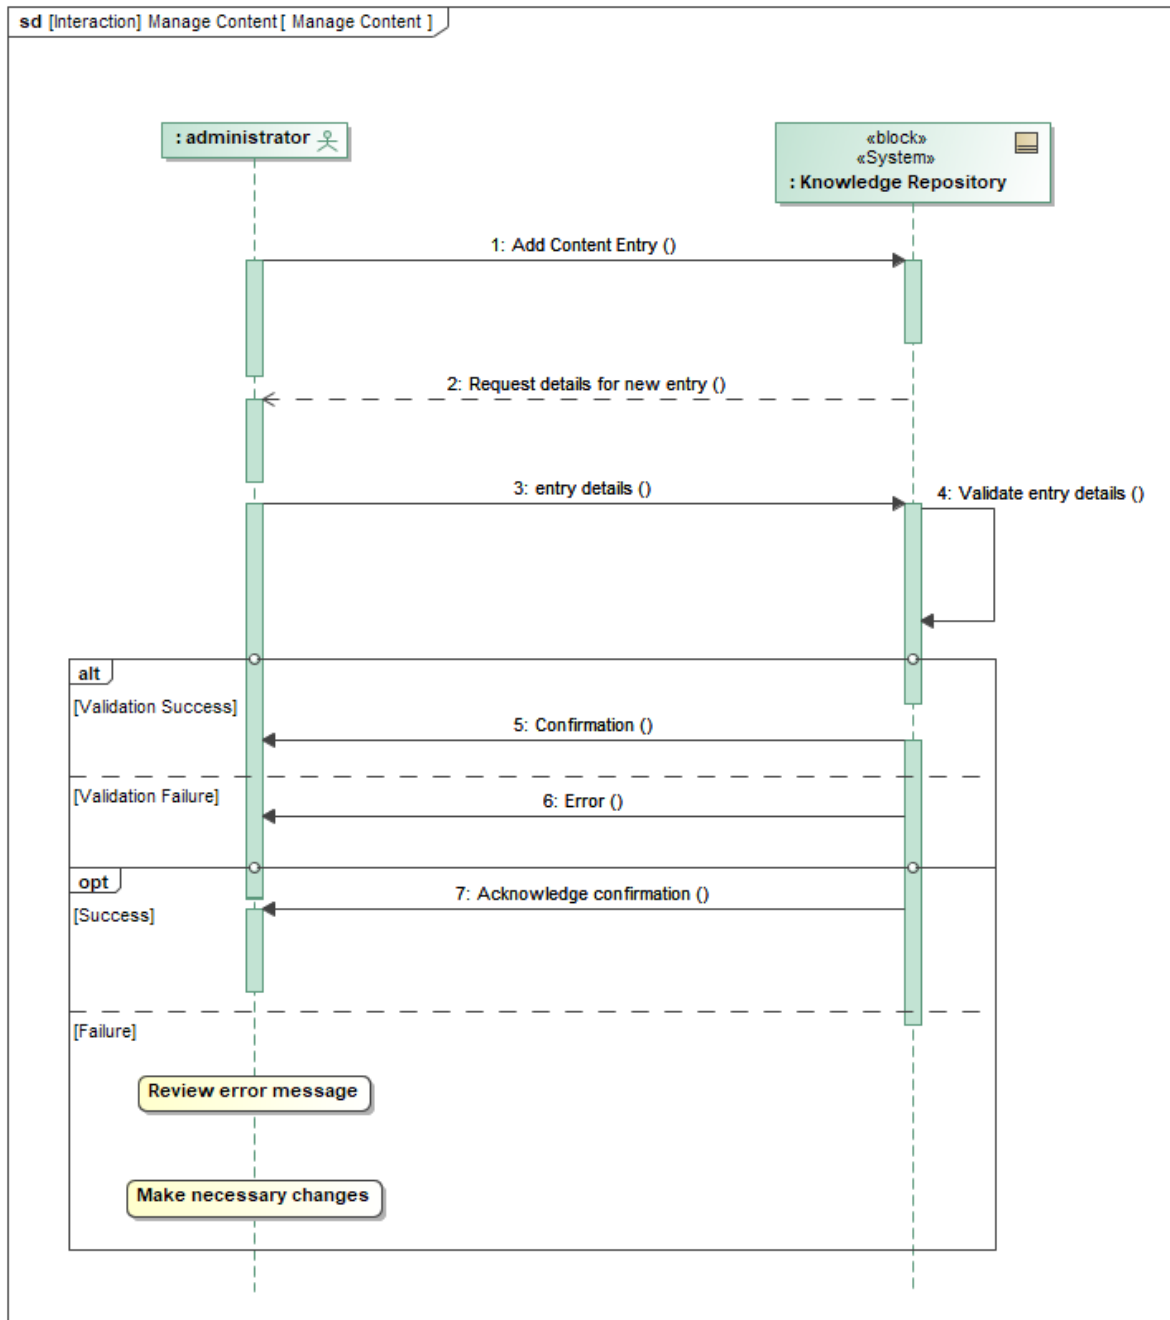 sd [Interaction] Manage Content [ Manage Content ]
: administrator
«block»
«System»
: Knowledge Repository
1: Add Content Entry ()
2: Request details for new entry ()
3: entry details ()
4: Validate entry details ()
alt
[Validation Success]
5: Confirmation ()
[Validation Failure]
6: Error ()
opt
7: Acknowledge confirmation ()
[Success]
[Failure]
Review error message
Make necessary changes